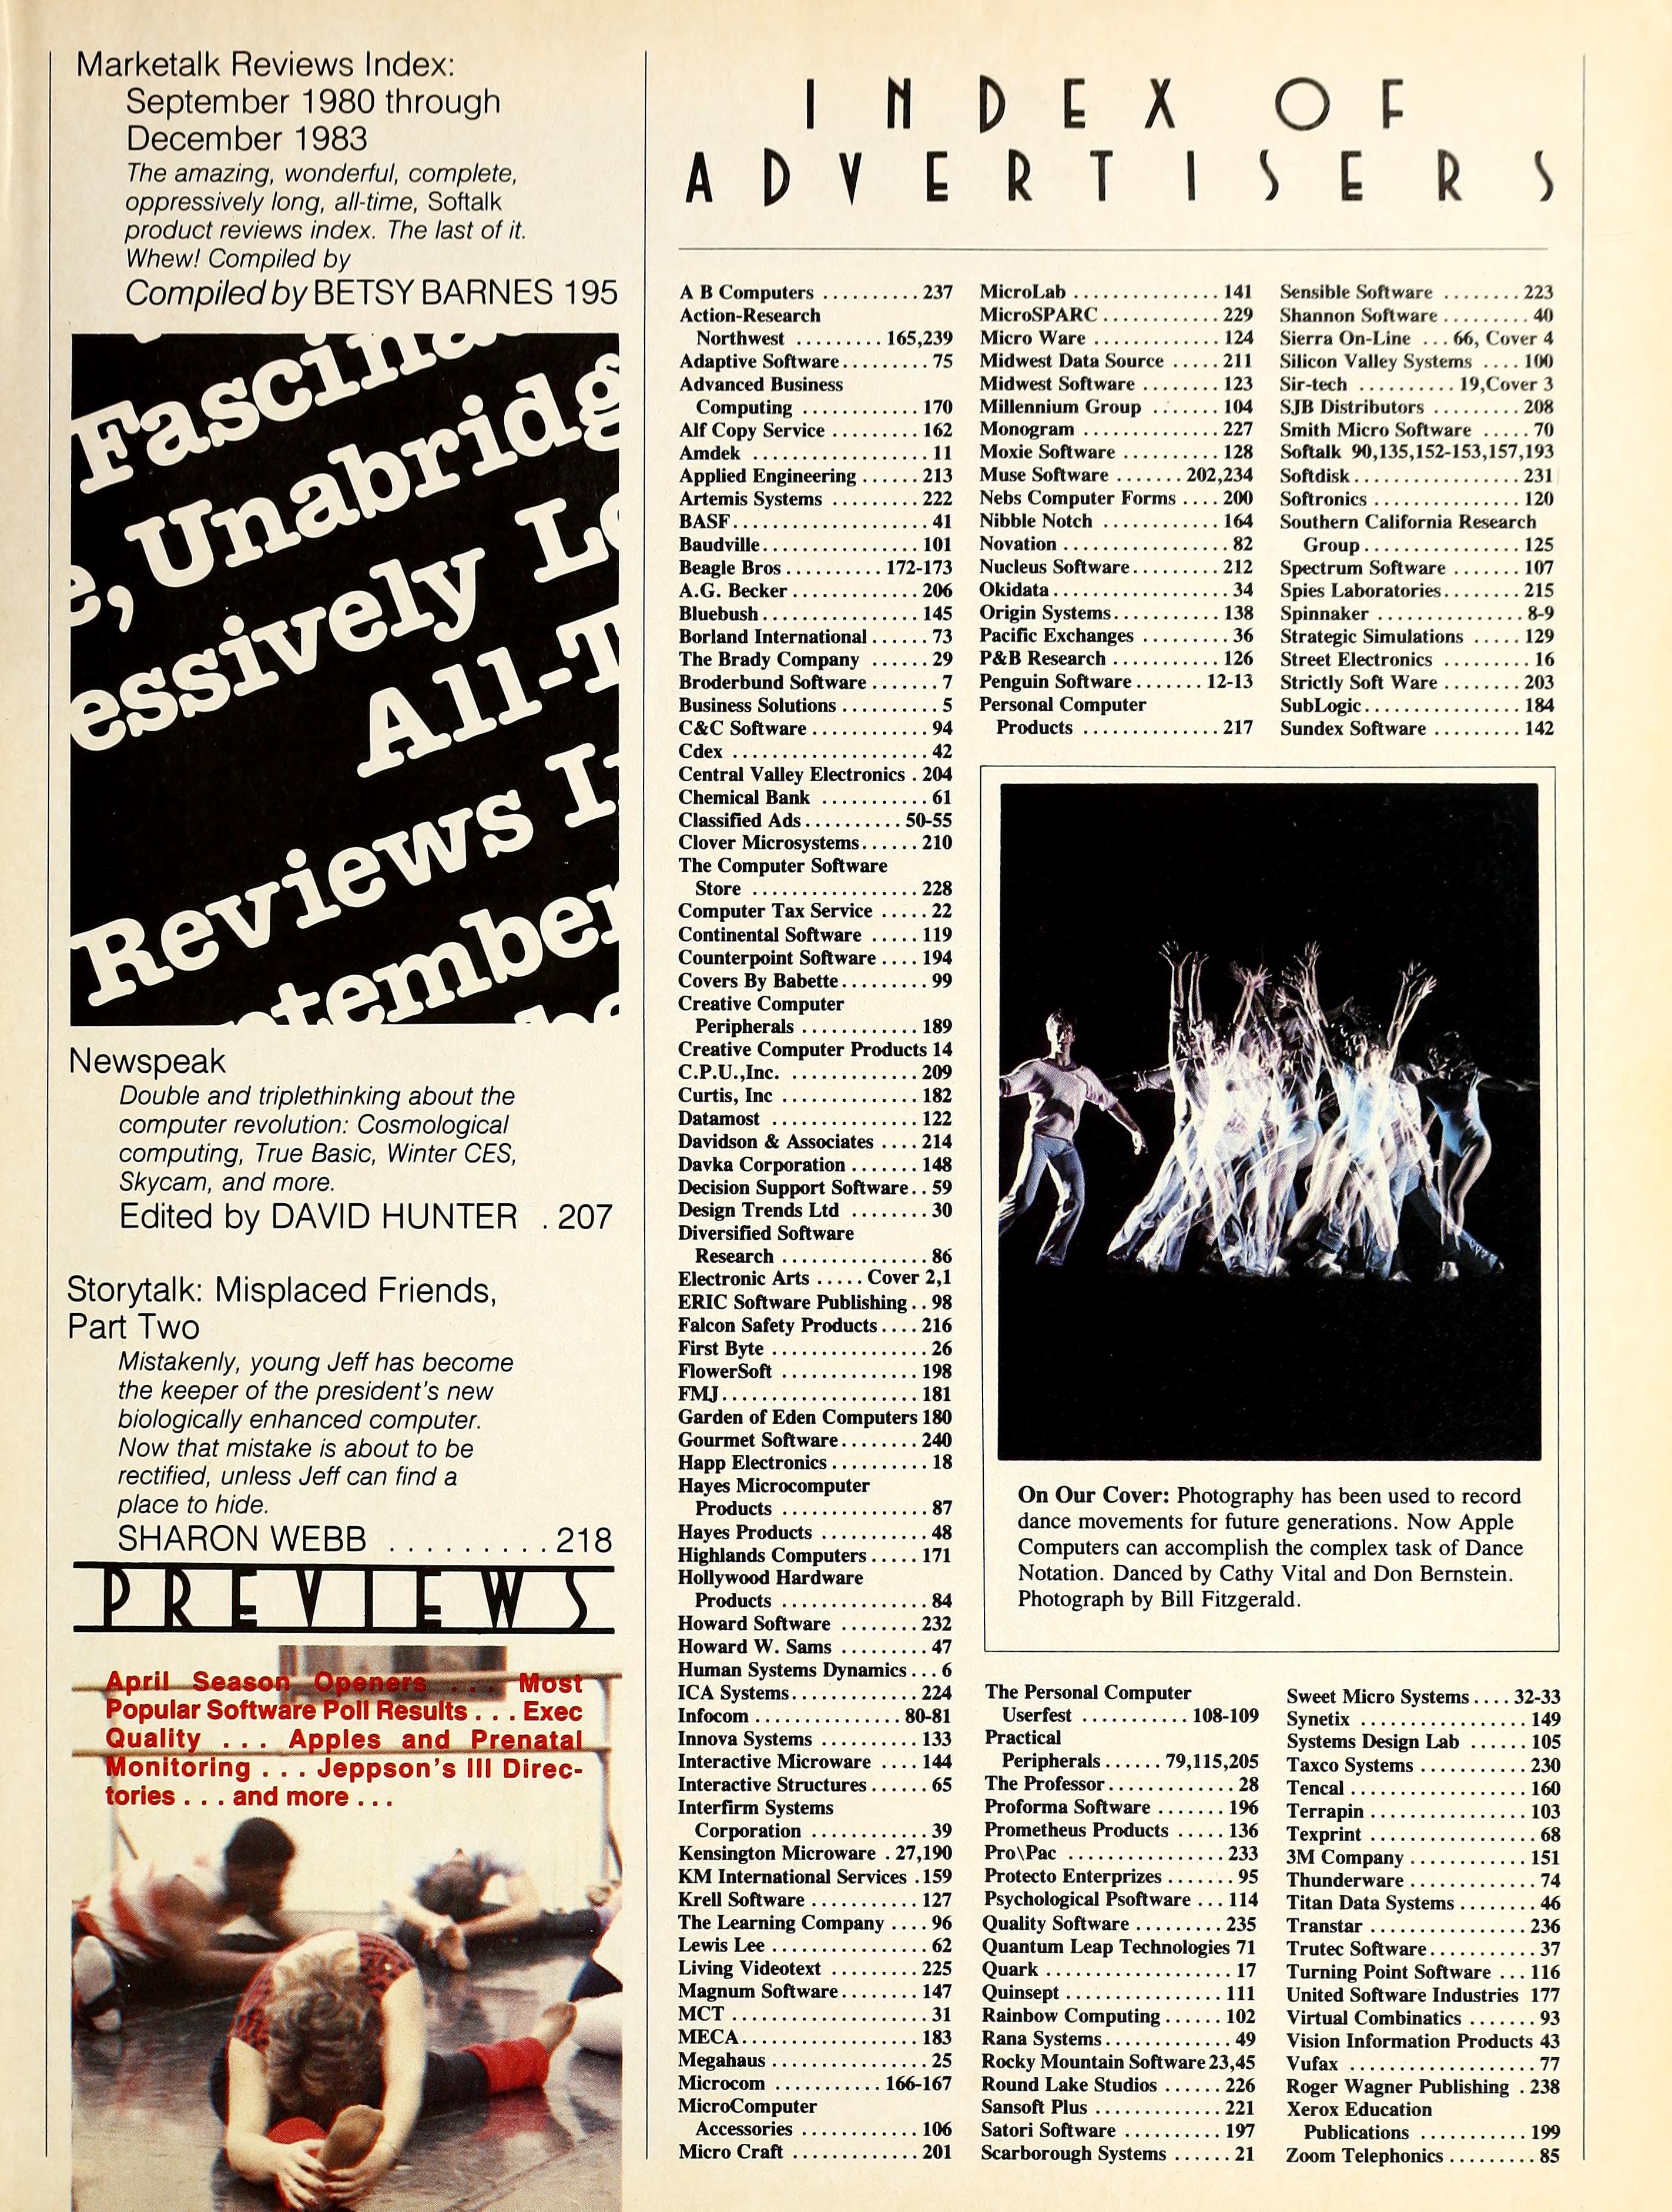 Marketalk Reviews Index:
September 1980 through
December 1983
The amazing, wonderful, complete,
oppressively long, all-time, Softalk
product reviews index. The last of it.
Whew! Compiled by
Compiled by BETSY BARNES 195
Fascina
e, Unabridg
essively Lo
All-T
Reviews I
tember
Newspeak
Double and triplethinking about the
computer revolution: Cosmological
computing, True Basic, Winter CES,
Skycam, and more.
Edited by DAVID HUNTER . 207
Storytalk: Misplaced Friends,
Part Two
Mistakenly, young Jeff has become
the keeper of the president's new
biologically enhanced computer.
Now that mistake is about to be
rectified, unless Jeff can find a
place to hide.
SHARON WEBB ......... 218
PREVIEWS
April Season Openers ... Most
Popular Software Poll Results ... Exec
Quality ... Apples and Prenatal
Monitoring ... Jeppson's III Direc-
tories ... and more ...
INDEX OF
ADVERTISERS
A B Computers .......... 237
Action-Research
Northwest ......... 165,239
Adaptive Software......... 75
Advanced Business
Computing ............ 170
Alf Copy Service ......... 162
Amdek .................. 11
Applied Engineering ...... 213
Artemis Systems .......... 222
BASF.................... 41
Baudville................. 101
Beagle Bros .......... 172-173
A.G. Becker .............. 206
Bluebush ................. 145
Borland International ...... 73
The Brady Company ...... 29
Broderbund Software ....... 7
Business Solutions .......... 5
C&C Software ............ 94
Cdex .................... 42
Central Valley Electronics . 204
Chemical Bank ........... 61
Classified Ads.......... 50-55
Clover Microsystems...... 210
The Computer Software
Store .................. 228
Computer Tax Service ..... 22
Continental Software ..... 119
Counterpoint Software .... 194
Covers By Babette......... 99
Creative Computer
Peripherals ............ 189
Creative Computer Products 14
C.P.U.,Inc. .............. 209
Curtis, Inc ............... 182
Datamost ................ 122
Davidson & Associates .... 214
Davka Corporation ....... 148
Decision Support Software.. 59
Design Trends Ltd ........ 30
Diversified Software
Research ............... 86
Electronic Arts ..... Cover 2,1
ERIC Software Publishing .. 98
Falcon Safety Products .... 216
First Byte ................ 26
FlowerSoft ............... 198
FMJ..................... 181
Garden of Eden Computers 180
Gourmet Software........ 240
Happ Electronics .......... 18
Hayes Microcomputer
Products ............... 87
Hayes Products ........... 48
Highlands Computers ..... 171
Hollywood Hardware
Products ............... 84
Howard Software ........ 232
Howard W. Sams ......... 47
Human Systems Dynamics ... 6
ICA Systems.............. 224
Infocom ............... 80-81
Innova Systems ........... 133
Interactive Microware .... 144
Interactive Structures ...... 65
Interfirm Systems
Corporation ............ 39
Kensington Microware . 27,190
KM International Services . 159
Krell Software ............ 127
The Learning Company .... 96
Lewis Lee ................ 62
Living Videotext ......... 225
Magnum Software......... 147
MCT .................... 31
MECA................... 183
Megahaus ................ 25
Microcom ........... 166-167
MicroComputer
Accessories ............ 106
Micro Craft .............. 201
MicroLab ............... 141
MicroSPARC............. 229
Micro Ware .............. 124
Midwest Data Source ..... 211
Midwest Software ........ 123
Millennium Group ....... 104
Monogram ............... 227
Moxie Software .......... 128
Muse Software ....... 202,234
Nebs Computer Forms .... 200
Nibble Notch ............ 164
Novation ................. 82
Nucleus Software......... 212
Okidata................... 34
Origin Systems............ 138
Pacific Exchanges ......... 36
P&B Research ............ 126
Penguin Software ....... 12-13
Personal Computer
Products .............. 217
Sensible Software ........ 223
Shannon Software ......... 40
Sierra On-Line ... 66, Cover 4
Silicon Valley Systems .... 100
Sir-tech .......... 19,Cover 3
SJB Distributors ......... 208
Smith Micro Software ..... 70
Softalk 90,135,152-153,157,193
Softdisk.................. 231
Softronics ................ 120
Southern California Research
Group................. 125
Spectrum Software ....... 107
Spies Laboratories........ 215
Spinnaker ................ 8-9
Strategic Simulations ..... 129
Street Electronics ......... 16
Strictly Soft Ware ........ 203
SubLogic................. 184
Sundex Software ......... 142
On Our Cover: Photography has been used to record
dance movements for future generations. Now Apple
Computers can accomplish the complex task of Dance
Notation. Danced by Cathy Vital and Don Bernstein.
Photograph by Bill Fitzgerald.
The Personal Computer
Userfest ........... 108-109
Practical
Peripherals ...... 79,115,205
The Professor............. 28
Proforma Software ....... 196
Prometheus Products ..... 136
Pro\Pac ................. 233
Protecto Enterprizes ....... 95
Psychological Psoftware ... 114
Quality Software ......... 235
Quantum Leap Technologies 71
Quark ................... 17
Quinsept ................. 111
Rainbow Computing ...... 102
Rana Systems............. 49
Rocky Mountain Software 23,45
Round Lake Studios ...... 226
Sansoft Plus ............. 221
Satori Software .......... 197
Scarborough Systems ...... 21
Sweet Micro Systems .... 32-33
Synetix .................. 149
Systems Design Lab ...... 105
Taxco Systems ........... 230
Tencal ................... 160
Terrapin ................. 103
Texprint .................. 68
3M Company ............ 151
Thunderware ............. 74
Titan Data Systems ........ 46
Transtar ................. 236
Trutec Software........... 37
Turning Point Software ... 116
United Software Industries 177
Virtual Combinatics ....... 93
Vision Information Products 43
Vufax ................... 77
Roger Wagner Publishing . 238
Xerox Education
Publications ........... 199
Zoom Telephonics ......... 85